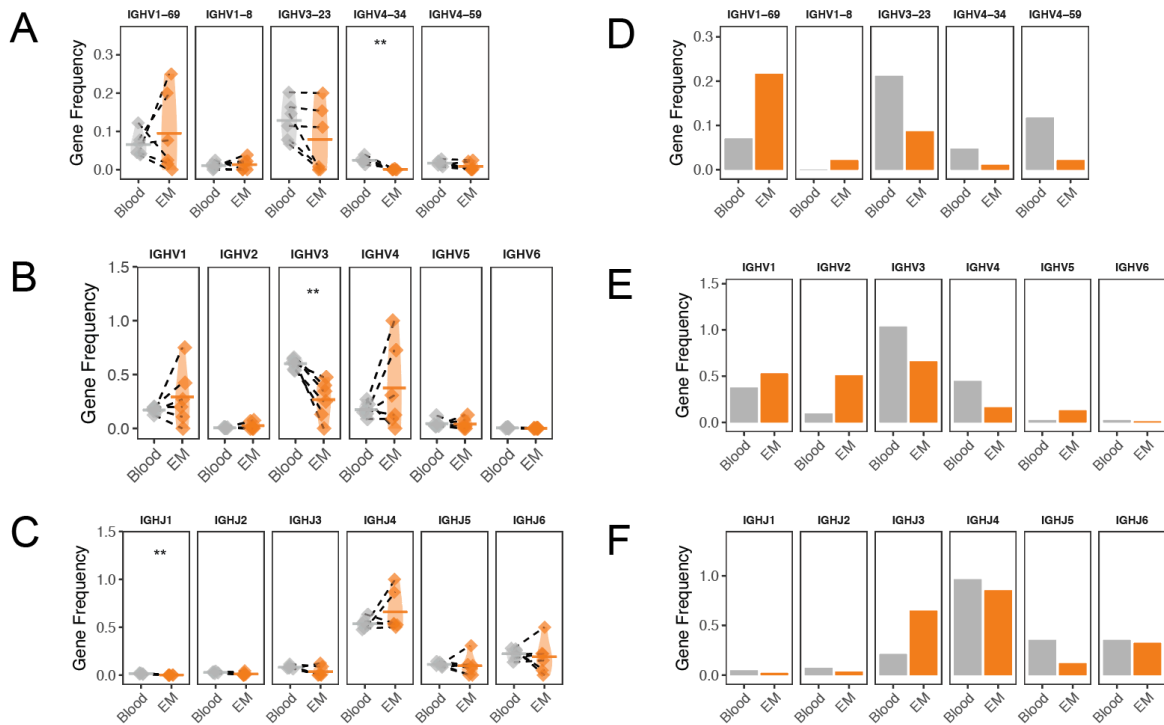 A
IGHV1–69 IGHV1–8 IGHV3–23 IGHV4–34 IGHV4–59
Gene Frequency
0.3
0.2
0.1
0.0
**
Blood EM Blood EM Blood EM Blood EM Blood EM
B
IGHV1 IGHV2 IGHV3 IGHV4 IGHV5 IGHV6
Gene Frequency
1.5
1.0
0.5
0.0
**
Blood EM Blood EM Blood EM Blood EM Blood EM Blood EM
C
IGHJ1 IGHJ2 IGHJ3 IGHJ4 IGHJ5 IGHJ6
Gene Frequency
1.0
0.5
0.0
**
Blood EM Blood EM Blood EM Blood EM Blood EM Blood EM
D
IGHV1–69 IGHV1–8 IGHV3–23 IGHV4–34 IGHV4–59
Gene Frequency
0.3
0.2
0.1
0.0
Blood EM Blood EM Blood EM Blood EM Blood EM
E
IGHV1 IGHV2 IGHV3 IGHV4 IGHV5 IGHV6
Gene Frequency
1.5
1.0
0.5
0.0
Blood EM Blood EM Blood EM Blood EM Blood EM Blood EM
F
IGHJ1 IGHJ2 IGHJ3 IGHJ4 IGHJ5 IGHJ6
Gene Frequency
1.0
0.5
0.0
Blood EM Blood EM Blood EM Blood EM Blood EM Blood EM